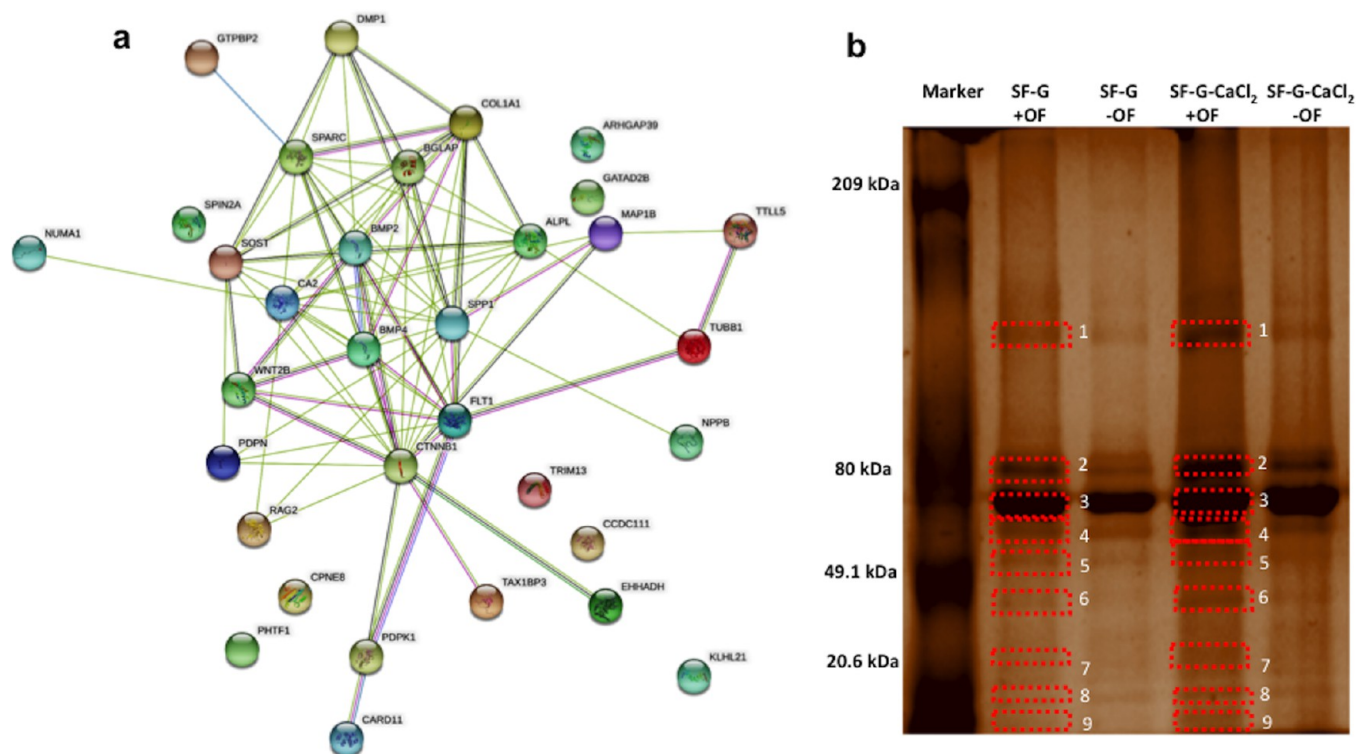 a
GTPBP2
DMP1
COL1A1
SPARC
BGLAP
ARHGAP39
GATAD2B
SPIN2A
MAP1B
TTLL5
NUMA1
SOST
BMP2
ALPL
CA2
SPP1
BMP4
TUBB1
WNT2B
FLT1
NPPB
PDPN
CTNNB1
TRIM13
RAG2
CCDC111
CPNE8
TAX1BP3
EHHADH
PHTF1
PDPK1
KLHL21
CARD11
b
Marker SF-G SF-G SF-G-CaCl₂ SF-G-CaCl₂
+OF -OF +OF -OF
209 kDa
1 1
80 kDa 2 2
3 3
4 4
49.1 kDa 5 5
6 6
20.6 kDa 7 7
8 8
9 9